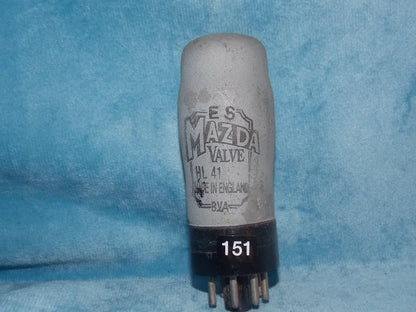 ES
MAZDA
VALVE
HL 41
MADE IN ENGLAND
BVA
151